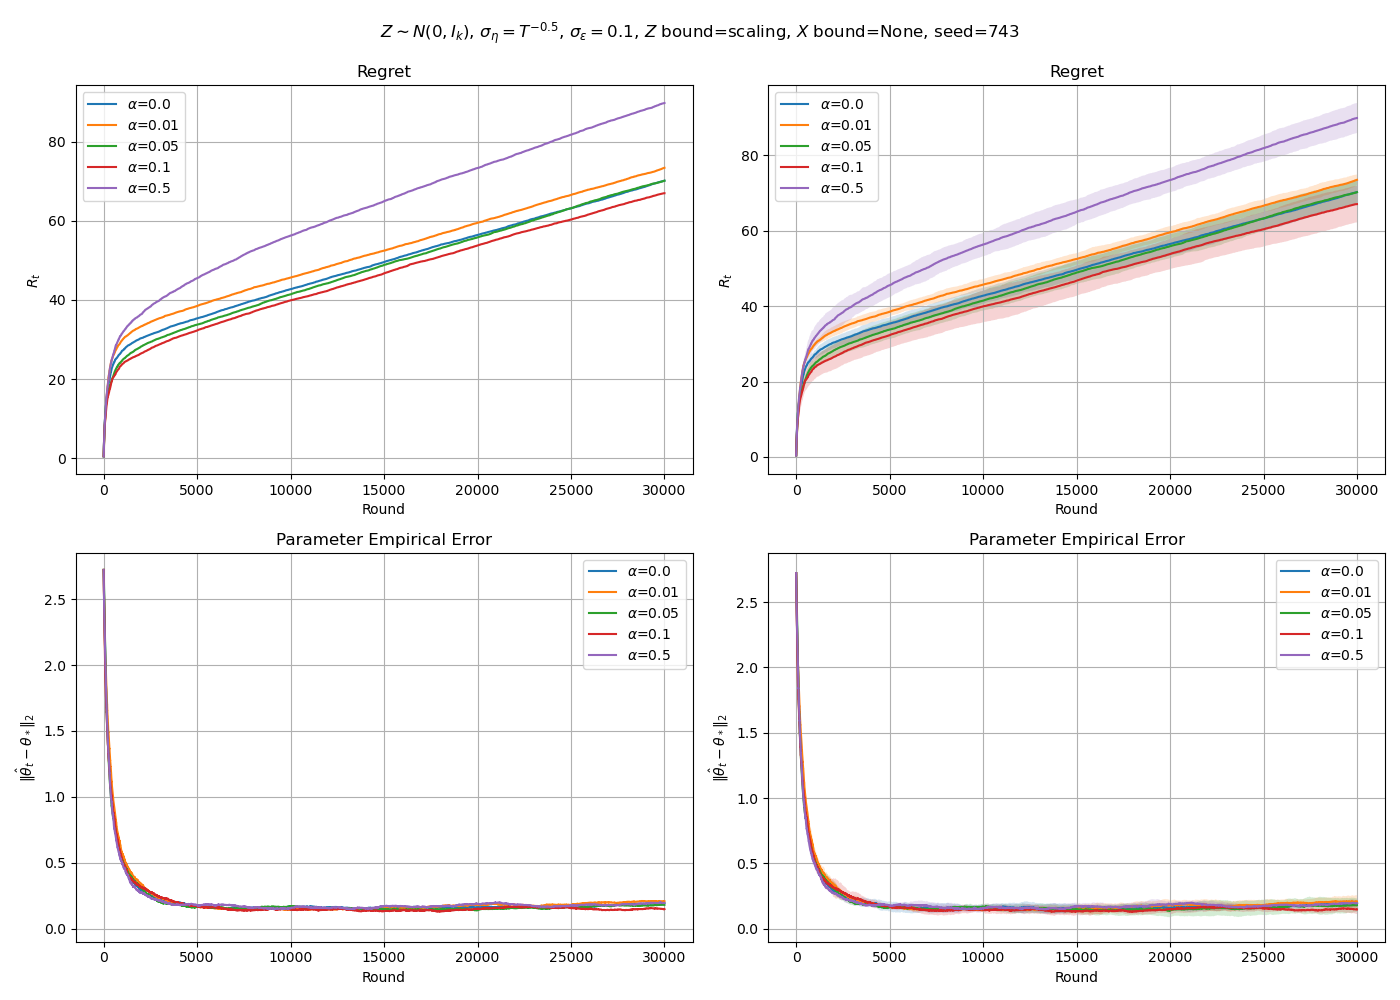 Z ~ N(0, I_k), σ_η = T^{−0.5}, σ_ε = 0.1, Z bound=scaling, X bound=None, seed=743
Regret
α=0.0
α=0.01
α=0.05
α=0.1
α=0.5
80
60
40
20
0
R_t
0 5000 10000 15000 20000 25000 30000
Round
Regret
α=0.0
α=0.01
α=0.05
α=0.1
α=0.5
80
60
40
20
0
R_t
0 5000 10000 15000 20000 25000 30000
Round
Parameter Empirical Error
α=0.0
α=0.01
α=0.05
α=0.1
α=0.5
2.5
2.0
1.5
1.0
0.5
0.0
‖θ̂_t − θ_*‖_2
0 5000 10000 15000 20000 25000 30000
Round
Parameter Empirical Error
α=0.0
α=0.01
α=0.05
α=0.1
α=0.5
2.5
2.0
1.5
1.0
0.5
0.0
‖θ̂_t − θ_*‖_2
0 5000 10000 15000 20000 25000 30000
Round